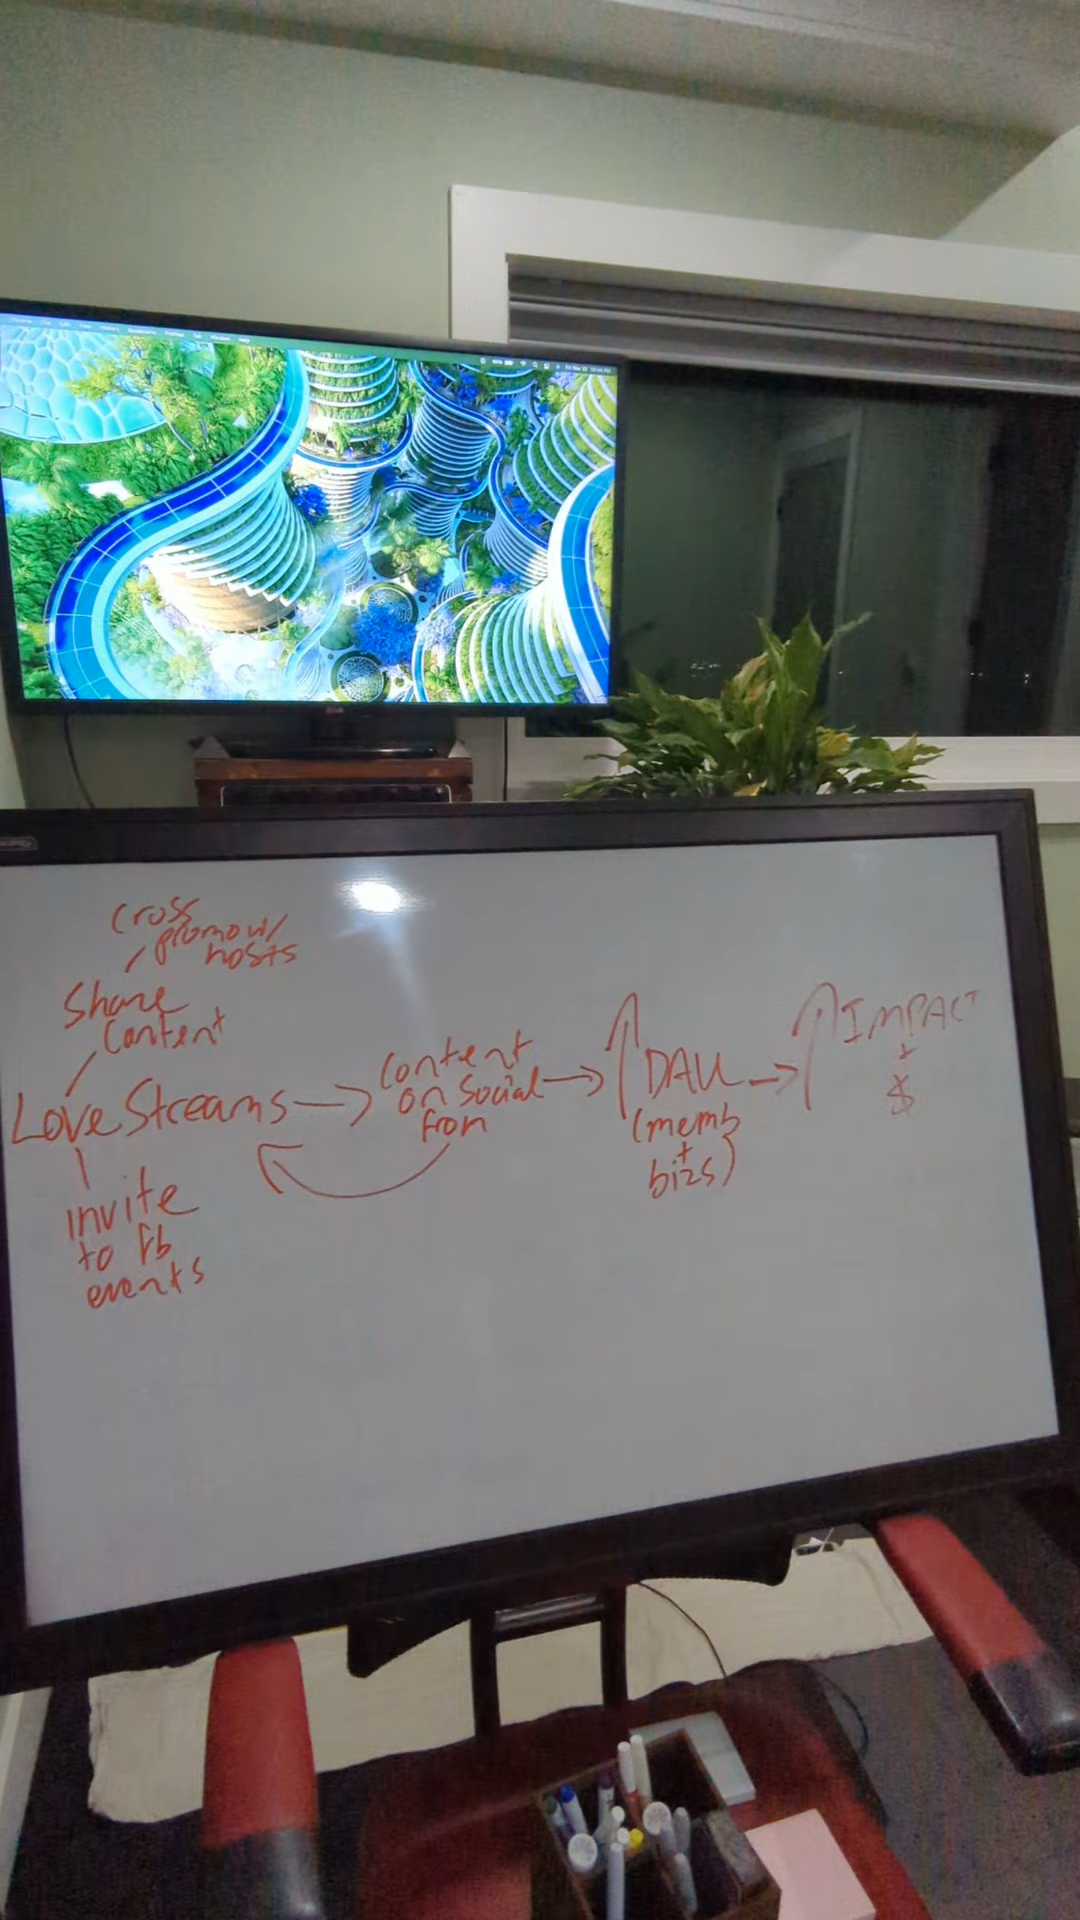 Cross
promo w/
hosts
Share
Content
Love Streams
invite
to fb
events
Content
on Social
from
DAU
(memb
+
bizs)
IMPACT
+
$